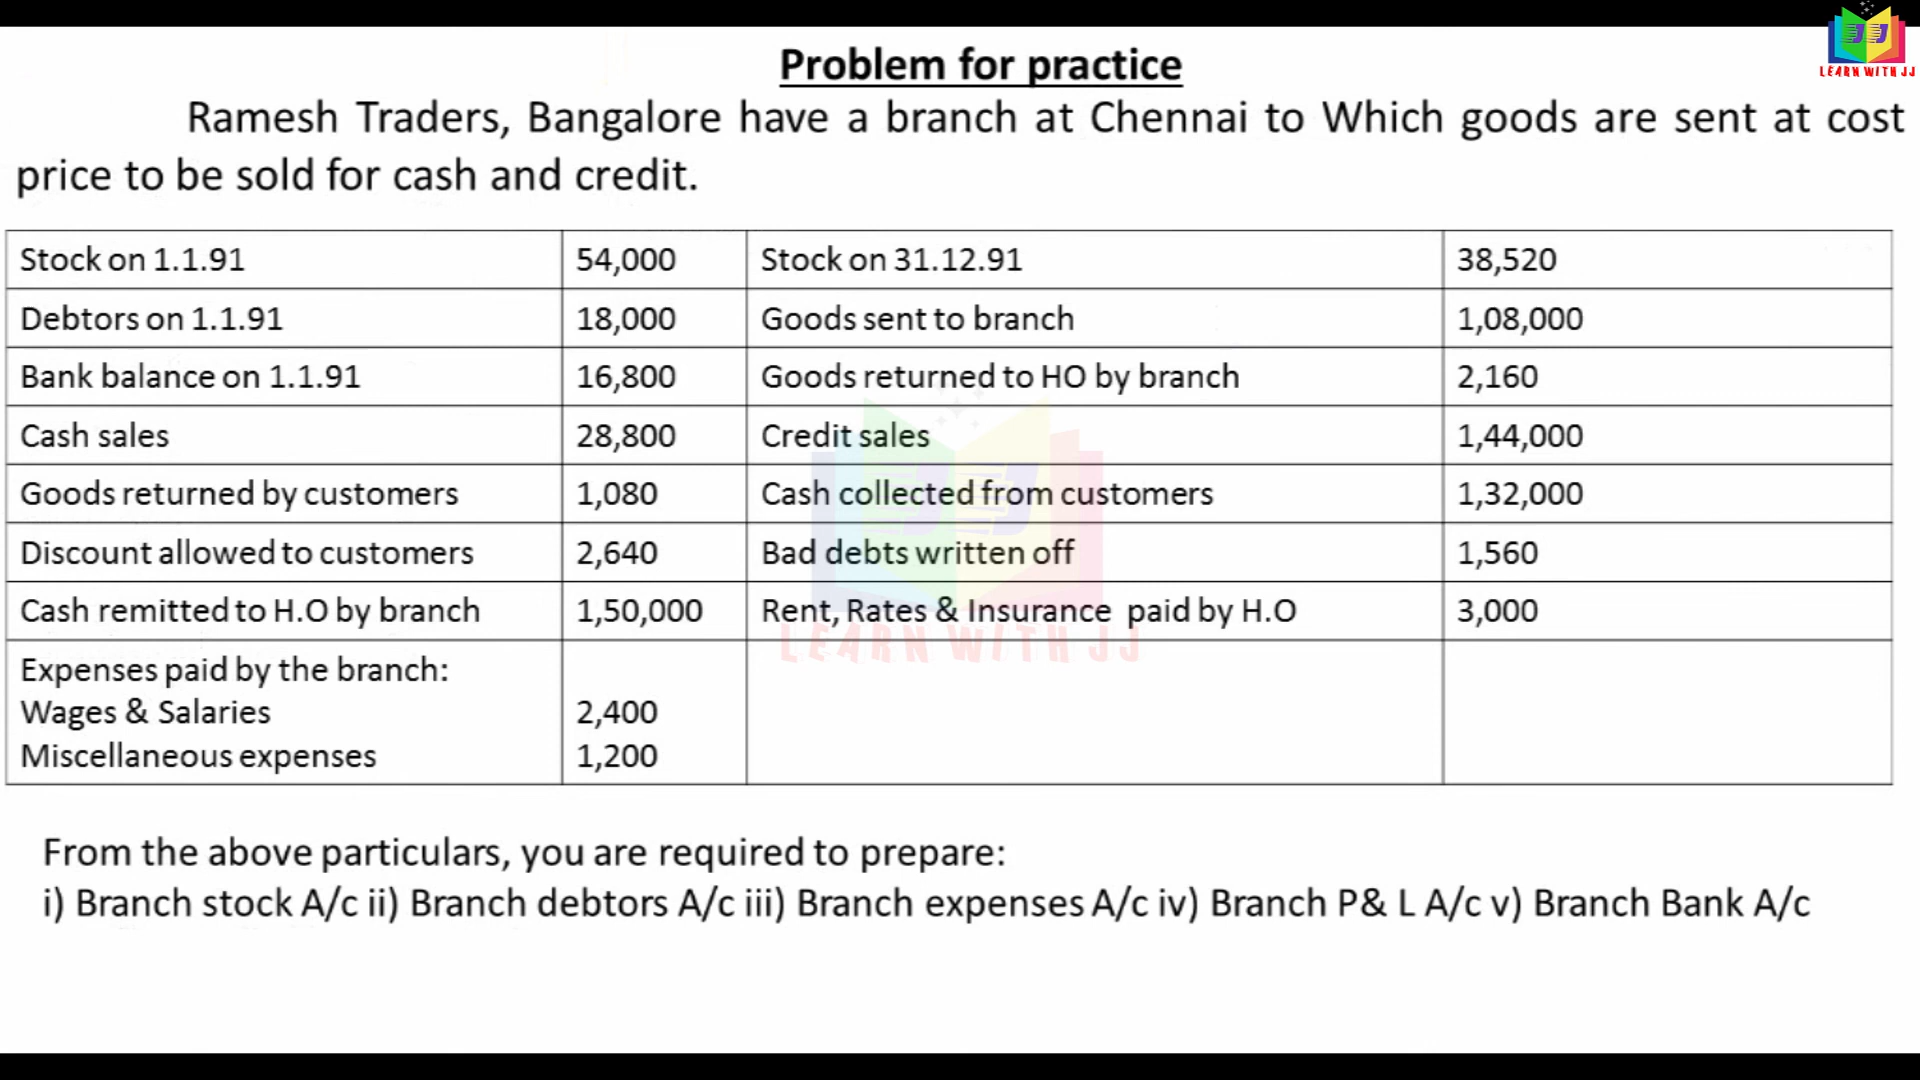 LEARN WITH JJ
Problem for practice
Ramesh Traders, Bangalore have a branch at Chennai to Which goods are sent at cost
price to be sold for cash and credit.
Stock on 1.1.91 54,000 Stock on 31.12.91 38,520
Debtors on 1.1.91 18,000 Goods sent to branch 1,08,000
Bank balance on 1.1.91 16,800 Goods returned to HO by branch 2,160
Cash sales 28,800 Credit sales 1,44,000
Goods returned by customers 1,080 Cash collected from customers 1,32,000
Discount allowed to customers 2,640 Bad debts written off 1,560
Cash remitted to H.O by branch 1,50,000 Rent, Rates & Insurance paid by H.O 3,000
LEARN WITH JJ
Expenses paid by the branch:
Wages & Salaries 2,400
Miscellaneous expenses 1,200
From the above particulars, you are required to prepare:
i) Branch stock A/c ii) Branch debtors A/c iii) Branch expenses A/c iv) Branch P& L A/c v) Branch Bank A/c